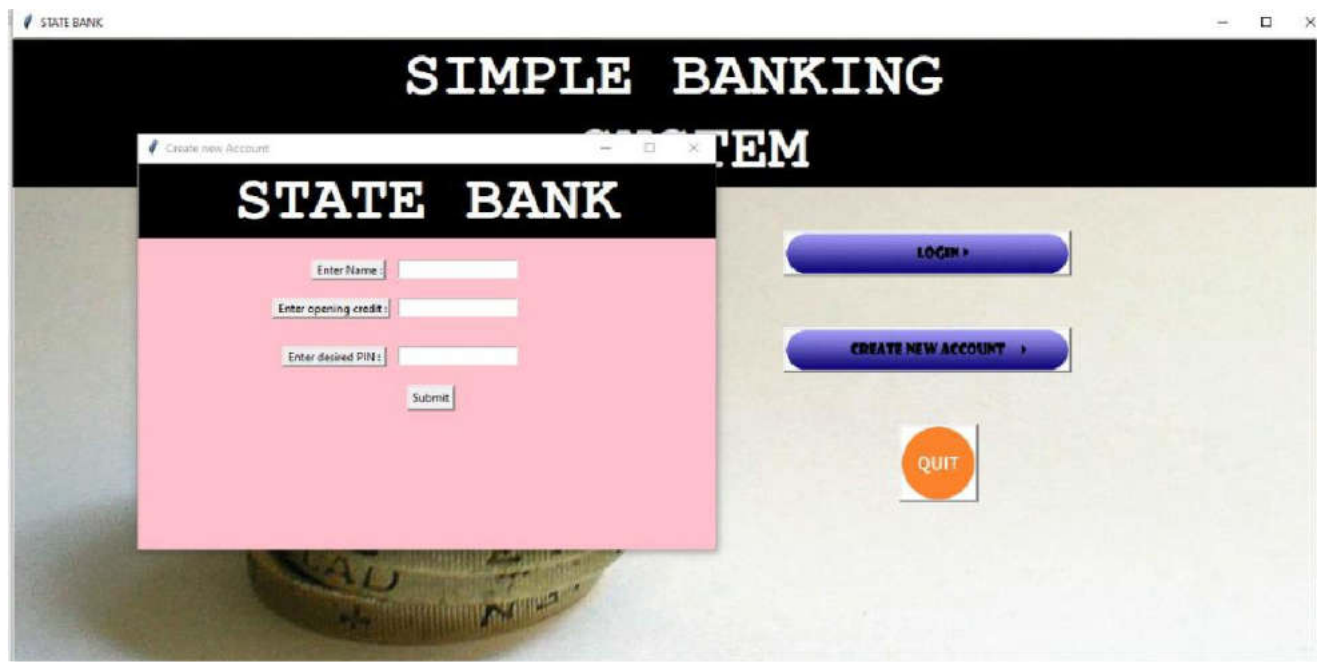 STATE BANK
SIMPLE BANKING
TEM
Create new Account
STATE BANK
Enter Name :
Enter opening credit :
Enter desired PIN :
Submit
LOGIN
CREATE NEW ACCOUNT
QUIT